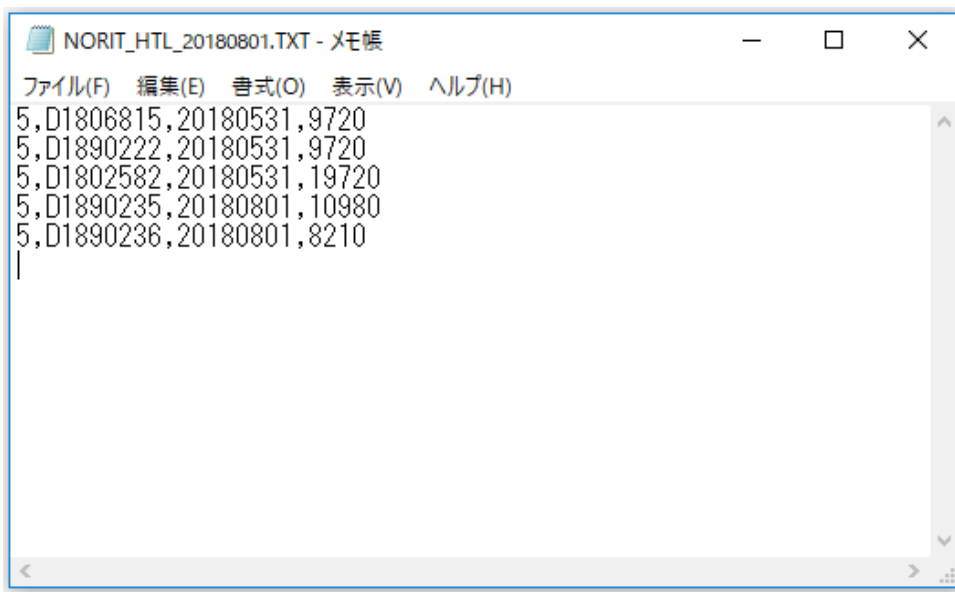 NORIT_HTL_20180801.TXT - メモ帳
ファイル(F) 編集(E) 書式(O) 表示(V) ヘルプ(H)
5,D1806815,20180531,9720
5,D1890222,20180531,9720
5,D1802582,20180531,19720
5,D1890235,20180801,10980
5,D1890236,20180801,8210